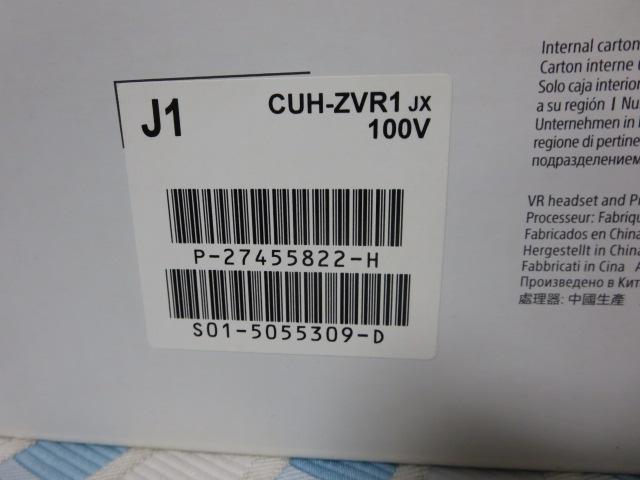 J1
CUH-ZVR1 JX
100V
P-27455822-H
S01-5055309-D
Internal carton
Carton interne
Solo caja interior
a su región | Nu
Unternehmen in
regione di pertine
подразделением
VR headset and
Processeur: Fabriqu
Fabricados en China
Hergestellt in China
Fabbricati in Cina
Произведено в Кит
處理器: 中國生產